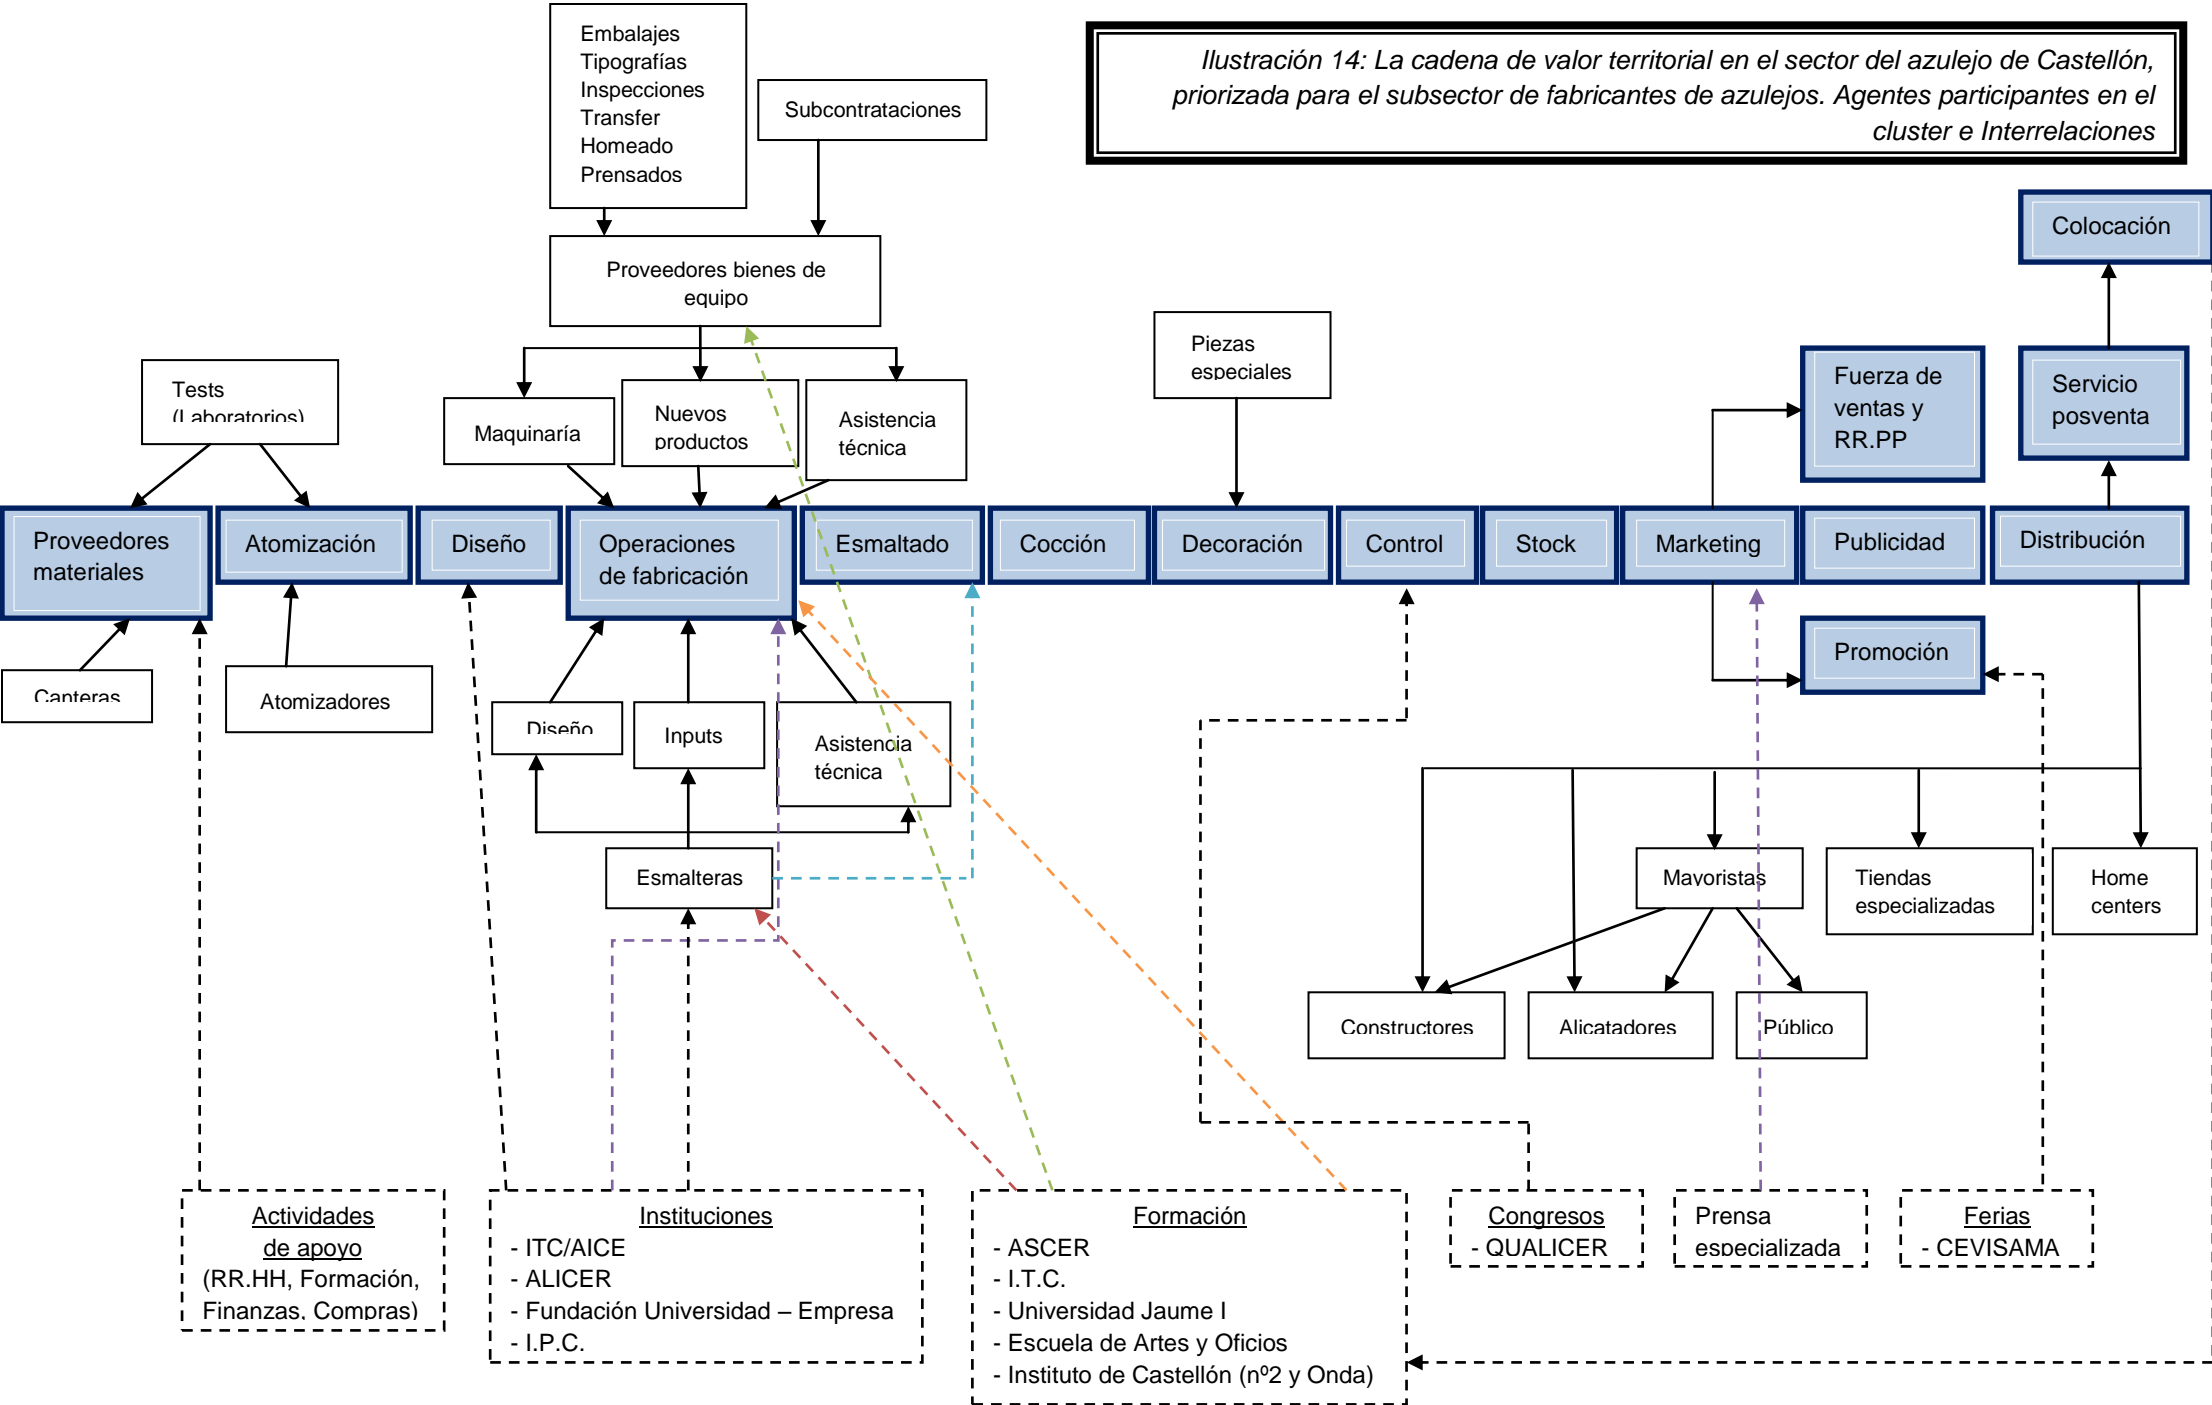 Embalajes
Tipografías
Inspecciones
Transfer
Homeado
Prensados
Subcontrataciones
Ilustración 14: La cadena de valor territorial en el sector del azulejo de Castellón,
priorizada para el subsector de fabricantes de azulejos. Agentes participantes en el
cluster e Interrelaciones
Colocación
Proveedores bienes de
equipo
Tests
(Laboratorios)
Maquinaría
Nuevos
productos
Asistencia
técnica
Piezas
especiales
Fuerza de
ventas y
RR.PP
Servicio
posventa
Proveedores
materiales
Atomización
Diseño
Operaciones
de fabricación
Esmaltado
Cocción
Decoración
Control
Stock
Marketing
Publicidad
Distribución
Promoción
Canteras
Atomizadores
Diseño
Inputs
Asistencia
técnica
Esmalteras
Mayoristas
Tiendas
especializadas
Home
centers
Constructores
Alicatadores
Público
Actividades
de apoyo
(RR.HH, Formación,
Finanzas, Compras)
Instituciones
- ITC/AICE
- ALICER
- Fundación Universidad – Empresa
- I.P.C.
Formación
- ASCER
- I.T.C.
- Universidad Jaume I
- Escuela de Artes y Oficios
- Instituto de Castellón (nº2 y Onda)
Congresos
- QUALICER
Prensa
especializada
Ferias
- CEVISAMA